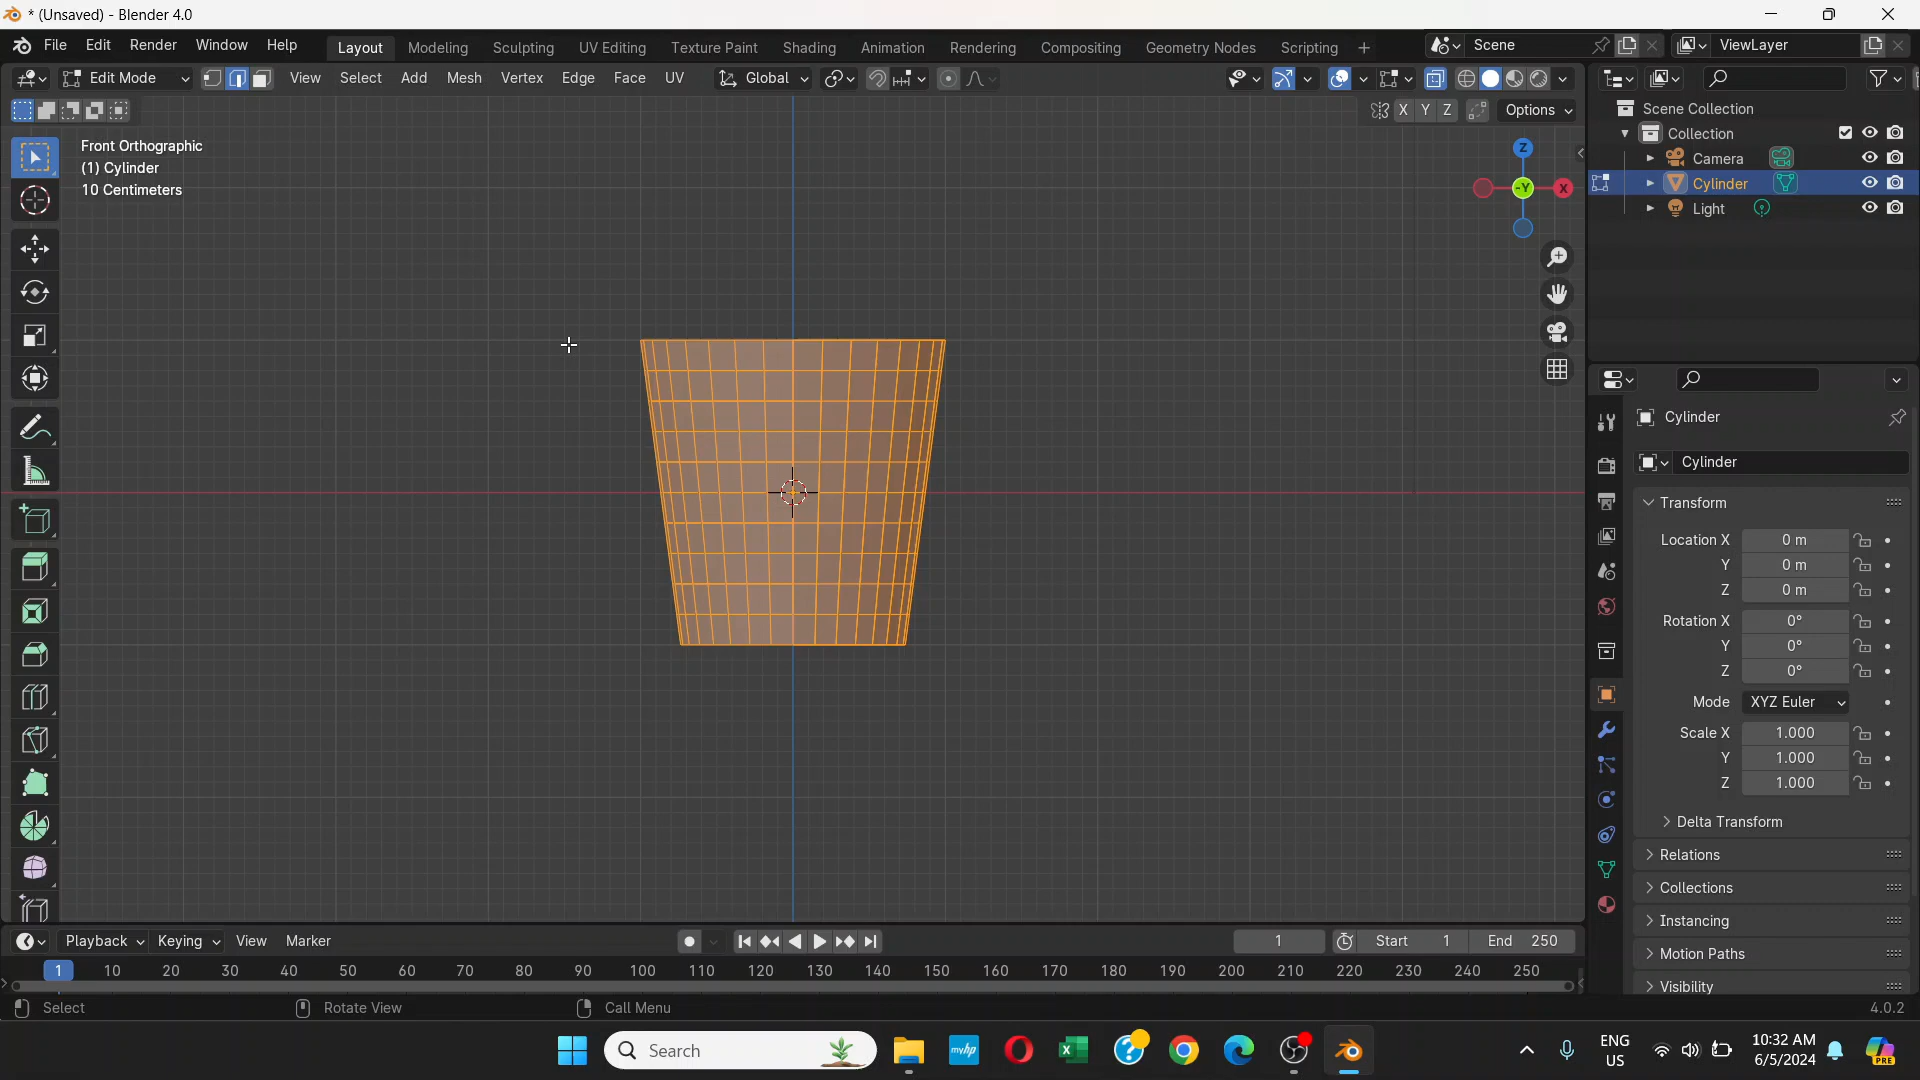 * (Unsaved) - Blender 4.0
File Edit Render Window Help Layout Modeling Sculpting UV Editing Texture Paint Shading Animation Rendering Compositing Geometry Nodes Scripting + Scene ViewLayer
Edit Mode View Select Add Mesh Vertex Edge Face UV Global
X Y Z Options
Front Orthographic
(1) Cylinder
10 Centimeters
Z
-Y X
Scene Collection
Collection
Camera
Cylinder
Light
Cylinder
Cylinder
Transform
Location X 0 m
Y 0 m
Z 0 m
Rotation X 0°
Y 0°
Z 0°
Mode XYZ Euler
Scale X 1.000
Y 1.000
Z 1.000
Delta Transform
Relations
Collections
Instancing
Motion Paths
Visibility
Playback Keying View Marker 1 Start 1 End 250
1 10 20 30 40 50 60 70 80 90 100 110 120 130 140 150 160 170 180 190 200 210 220 230 240 250
Select Rotate View Call Menu 4.0.2
Search myhp ENG US 10:32 AM 6/5/2024 PRE